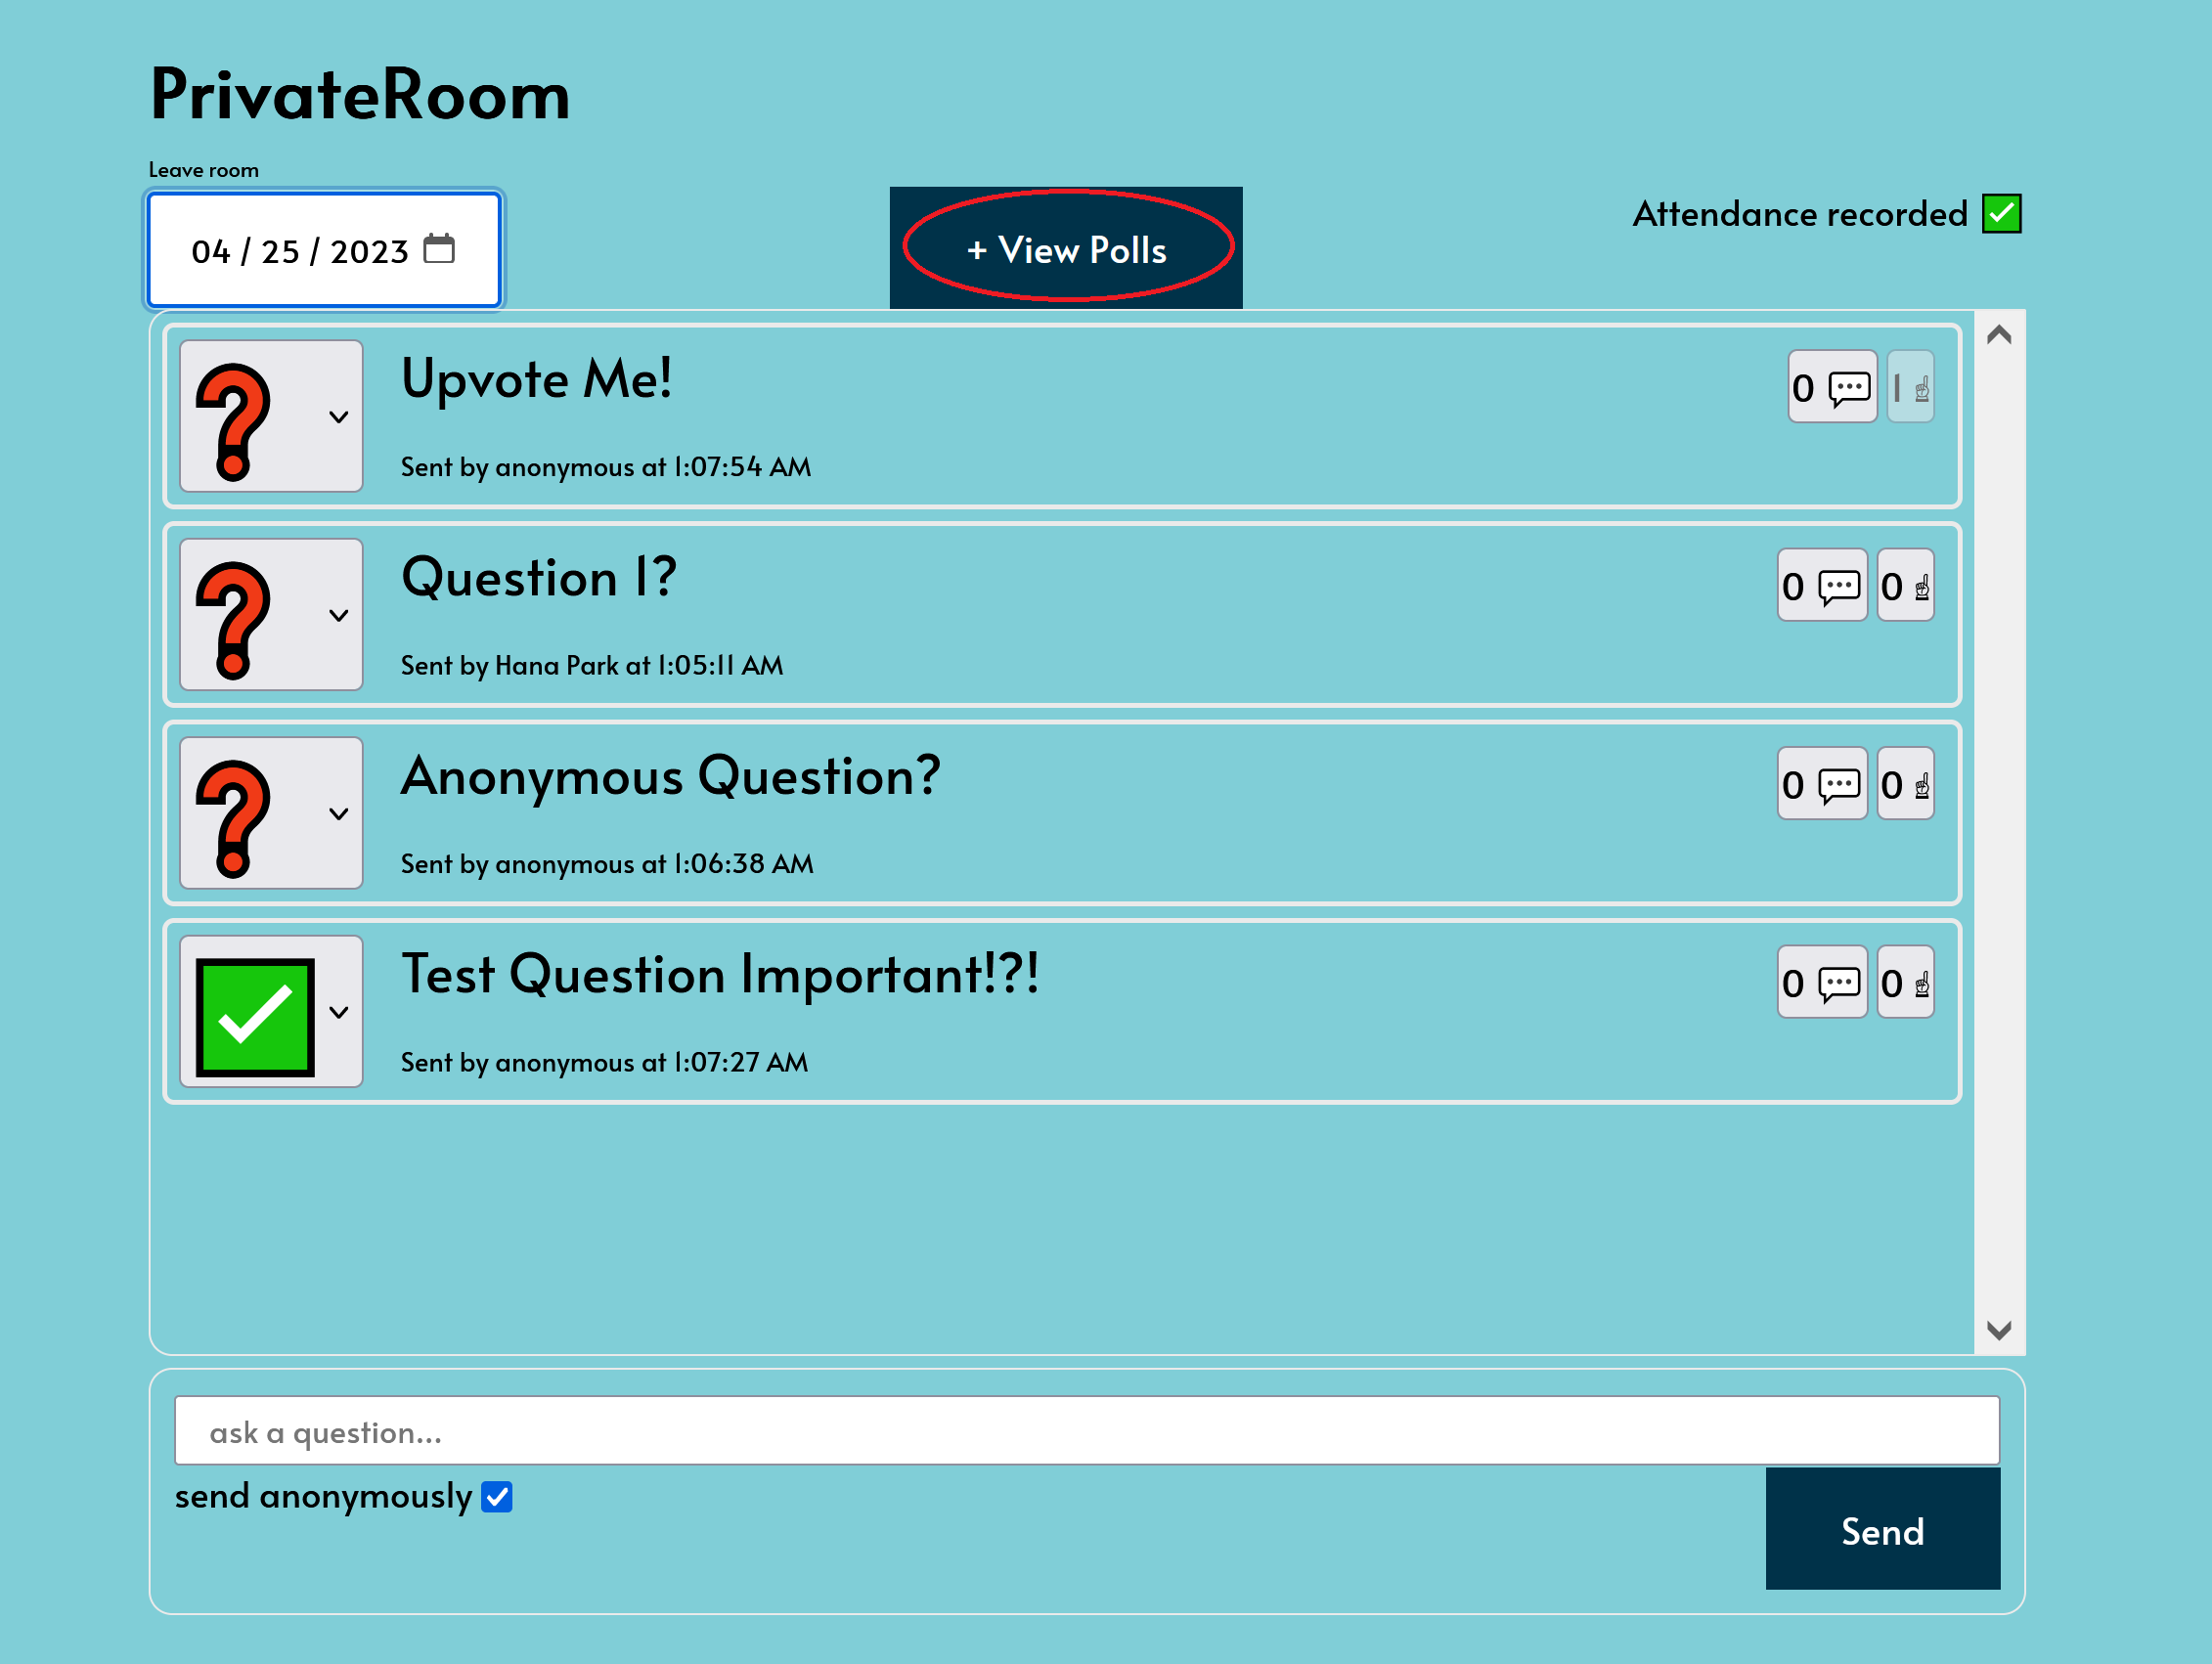 PrivateRoom
Leave room
04 / 25 / 2023
+ View Polls
Attendance recorded
Upvote Me!
0
1
Sent by anonymous at 1:07:54 AM
Question 1?
0
0
Sent by Hana Park at 1:05:11 AM
Anonymous Question?
0
0
Sent by anonymous at 1:06:38 AM
Test Question Important!?!
0
0
Sent by anonymous at 1:07:27 AM
ask a question...
send anonymously
Send